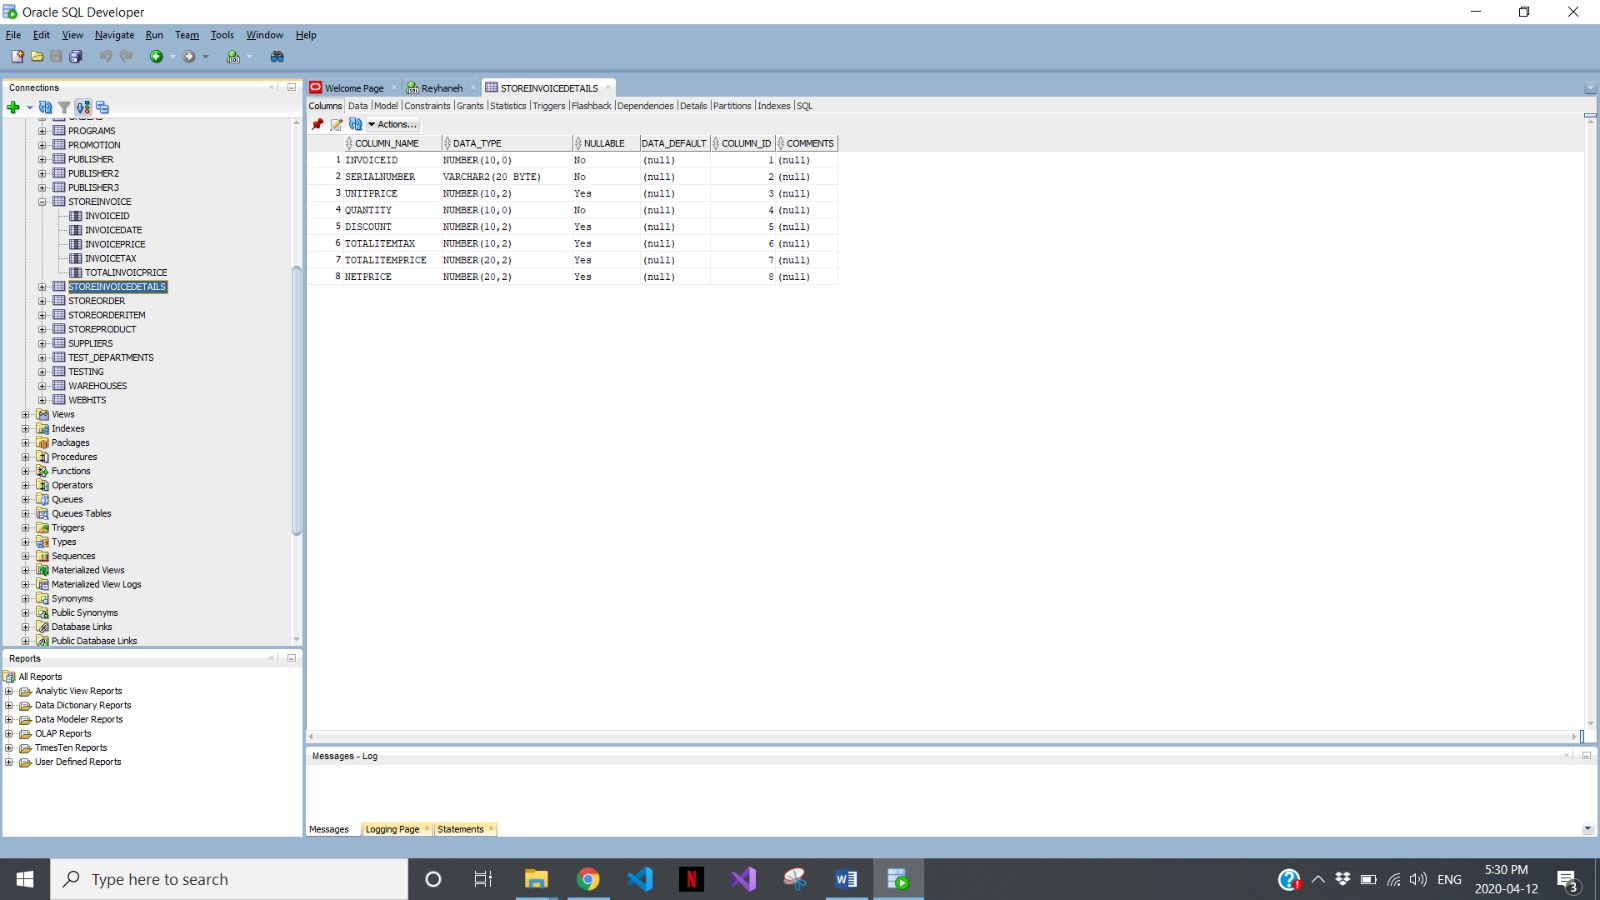 Oracle SQL Developer
File Edit View Navigate Run Team Tools Window Help
Connections
PROGRAMS
PROMOTION
PUBLISHER
PUBLISHER2
PUBLISHER3
STOREINVOICE
INVOICEID
INVOICEDATE
INVOICEPRICE
INVOICETAX
TOTALINVOICPRICE
STOREINVOICEDETAILS
STOREORDER
STOREORDERITEM
STOREPRODUCT
SUPPLIERS
TEST_DEPARTMENTS
TESTING
WAREHOUSES
WEBHITS
Views
Indexes
Packages
Procedures
Functions
Operators
Queues
Queues Tables
Triggers
Types
Sequences
Materialized Views
Materialized View Logs
Synonyms
Public Synonyms
Database Links
Public Database Links
Reports
All Reports
Analytic View Reports
Data Dictionary Reports
Data Modeler Reports
OLAP Reports
TimesTen Reports
User Defined Reports
Welcome Page Reyhaneh STOREINVOICEDETAILS
Columns Data |Model |Constraints |Grants |Statistics |Triggers |Flashback |Dependencies |Details |Partitions |Indexes |SQL
Actions...
COLUMN_NAME DATA_TYPE NULLABLE DATA_DEFAULT COLUMN_ID COMMENTS
1 INVOICEID NUMBER(10,0) No (null) 1 (null)
2 SERIALNUMBER VARCHAR2(20 BYTE) No (null) 2 (null)
3 UNITPRICE NUMBER(10,2) Yes (null) 3 (null)
4 QUANTITY NUMBER(10,0) No (null) 4 (null)
5 DISCOUNT NUMBER(10,2) Yes (null) 5 (null)
6 TOTALITEMTAX NUMBER(10,2) Yes (null) 6 (null)
7 TOTALITEMPRICE NUMBER(20,2) Yes (null) 7 (null)
8 NETPRICE NUMBER(20,2) Yes (null) 8 (null)
Messages - Log
Messages Logging Page Statements
Type here to search
ENG
5:30 PM
2020-04-12
3